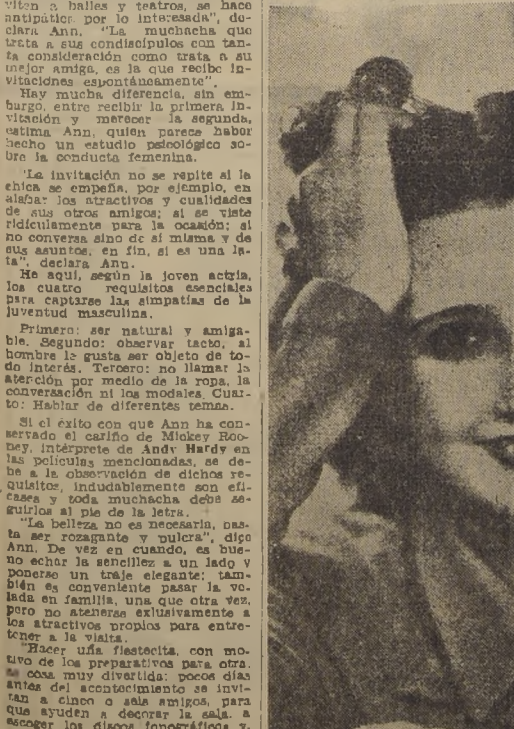 viten a bailes y teatros, se hace
antipática por lo interesada", de-
clara Ann. "La muchacha que
trata a sus condiscípulos con tan-
ta consideración como trata a su
mejor amiga, es la que recibe in-
vitaciones espontáneamente".
Hay mucha diferencia, sin em-
burgo, entre recibir la primera in-
vitación y merecer la segunda,
estima Ann, quien parece haber
hecho un estudio psicológico so-
bre la conducta femenina.
"La invitación no se repite si la
chica se empeña, por ejemplo, en
alabar los atractivos y cualidades
de sus otros amigos; si se viste
ridículamente para la ocasión; si
no conversa sino de sí misma y de
sus asuntos, en fin, si es una la-
ta", declara Ann.
He aquí, según la joven actriz,
los cuatro requisitos esenciales
para captarse las simpatías de la
juventud masculina.
Primero: ser natural y amiga-
ble. Segundo: observar tacto, al
hombre le gusta ser objeto de to-
do interés. Tercero: no llamar la
atención por medio de la ropa, la
conversación ni los modales. Cuar-
to: Hablar de diferentes temas.
Si el éxito con que Ann ha con-
servado el cariño de Mickey Roo-
ney, intérprete de Andy Hardy en
las películas mencionadas, se de-
be a la observación de dichos re-
quisitos, indudablemente son efi-
cases y toda muchacha debe se-
guirlos al pie de la letra.
"La belleza no es necesaria, bas-
ta ser rozagante y pulcra", dice
Ann. De vez en cuando, es bue-
no echar la sencillez a un lado y
ponerse un traje elegante; tam-
bién es conveniente pasar la ve-
lada en familia, una que otra vez,
pero no atenerse exlusivamente a
los atractivos propios para entre-
tener a la visita.
"Hacer uña fiestecita, con mo-
tivo de los preparativos para otra,
es cosa muy divertida; pocos días
antes del acontecimiento se invi-
tan a cinco o seis amigos, para
que ayuden a decorar la sala, a
escoger los discos fonográficos y,